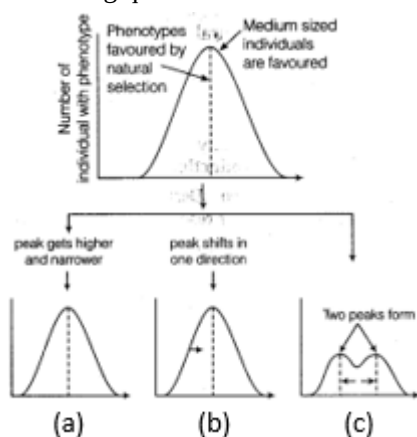 Phenotypes
favoured by
natural
selection
Medium sized
individuals
are favoured
Number of
individual with phenotype
peak gets higher
and narrower
peak shifts in
one direction
Two peaks form
(a)
(b)
(c)